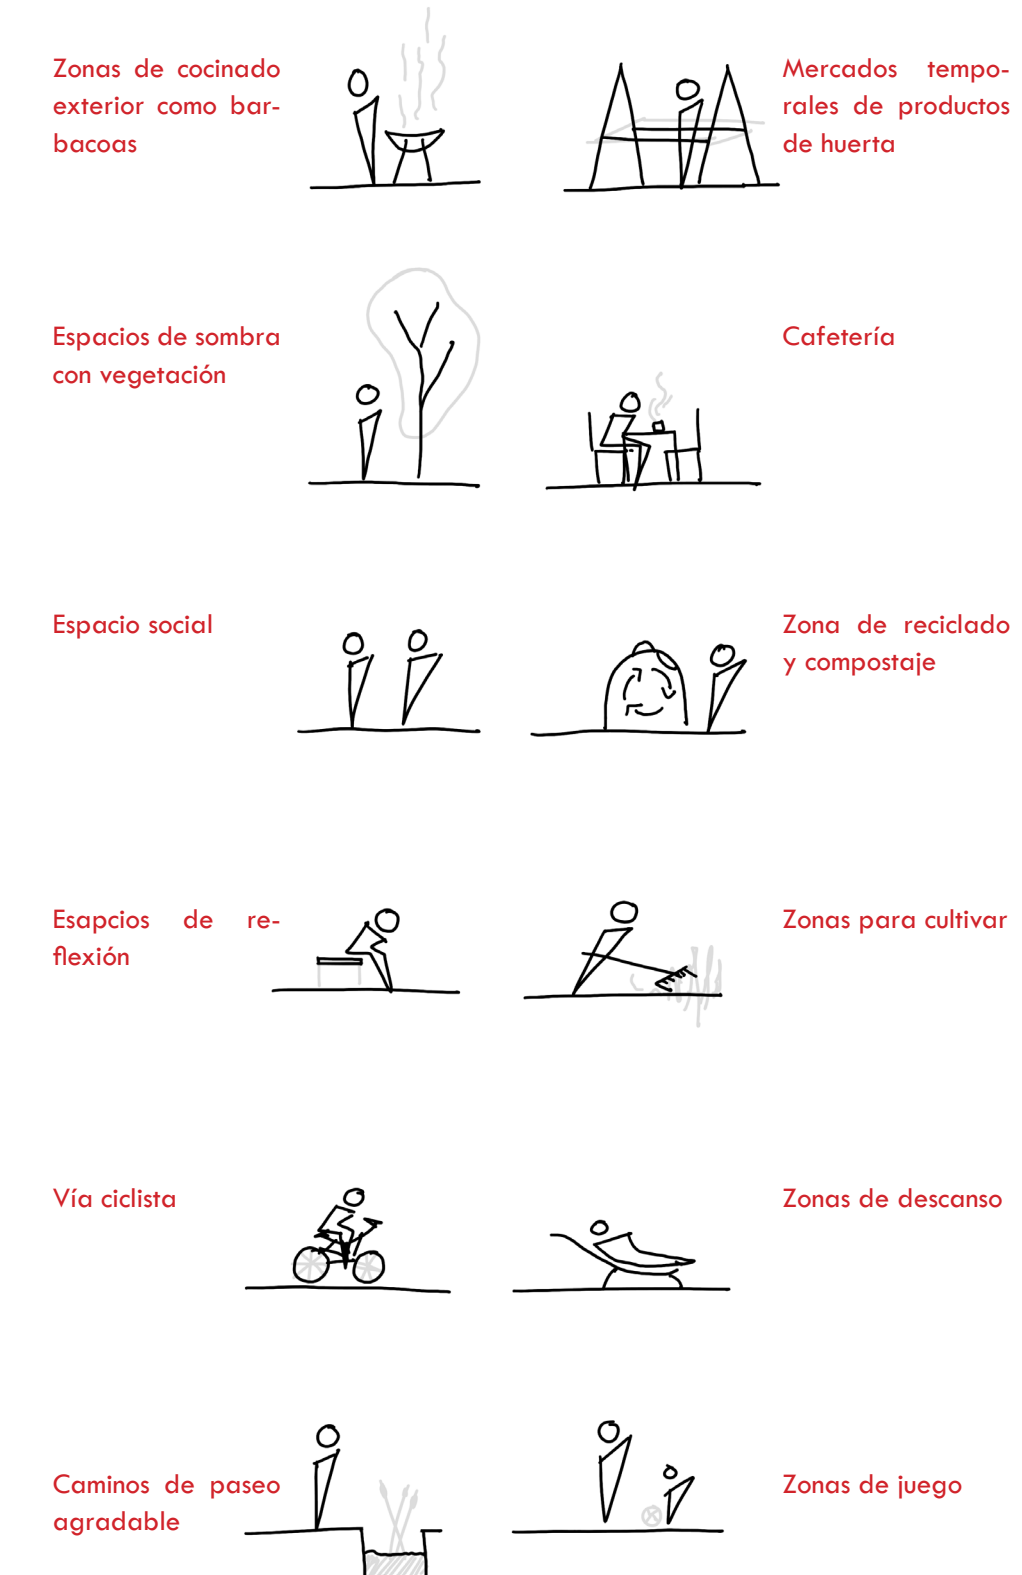 Zonas de cocinado
exterior como bar-
bacoas
Mercados tempo-
rales de productos
de huerta
Espacios de sombra
con vegetación
Cafetería
Espacio social
Zona de reciclado
y compostaje
Esapcios de re-
flexión
Zonas para cultivar
Vía ciclista
Zonas de descanso
Caminos de paseo
agradable
Zonas de juego